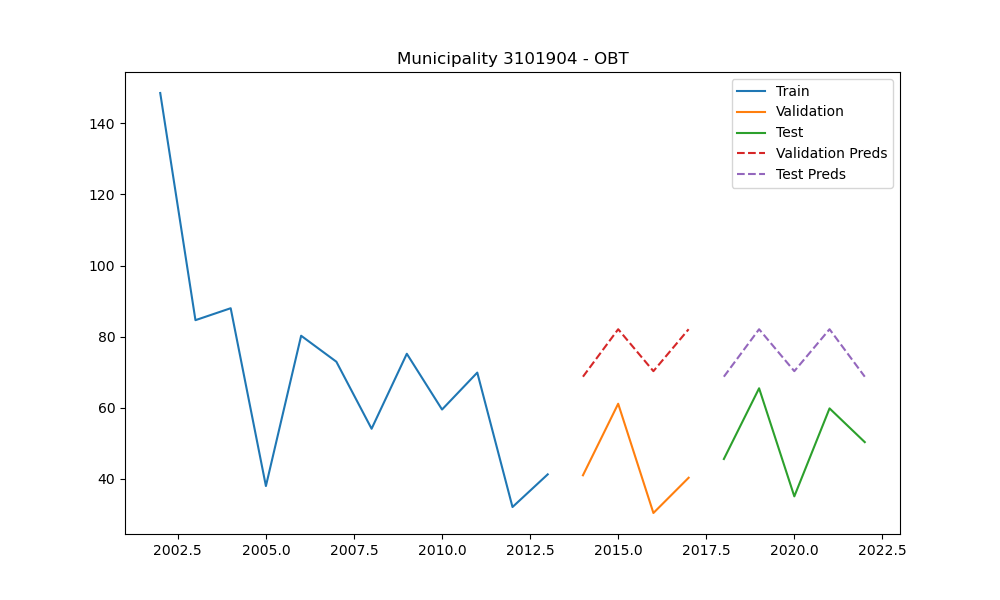 Municipality 3101904 - OBT
Train
Validation
Test
Validation Preds
Test Preds
140
120
100
80
60
40
2002.5 2005.0 2007.5 2010.0 2012.5 2015.0 2017.5 2020.0 2022.5